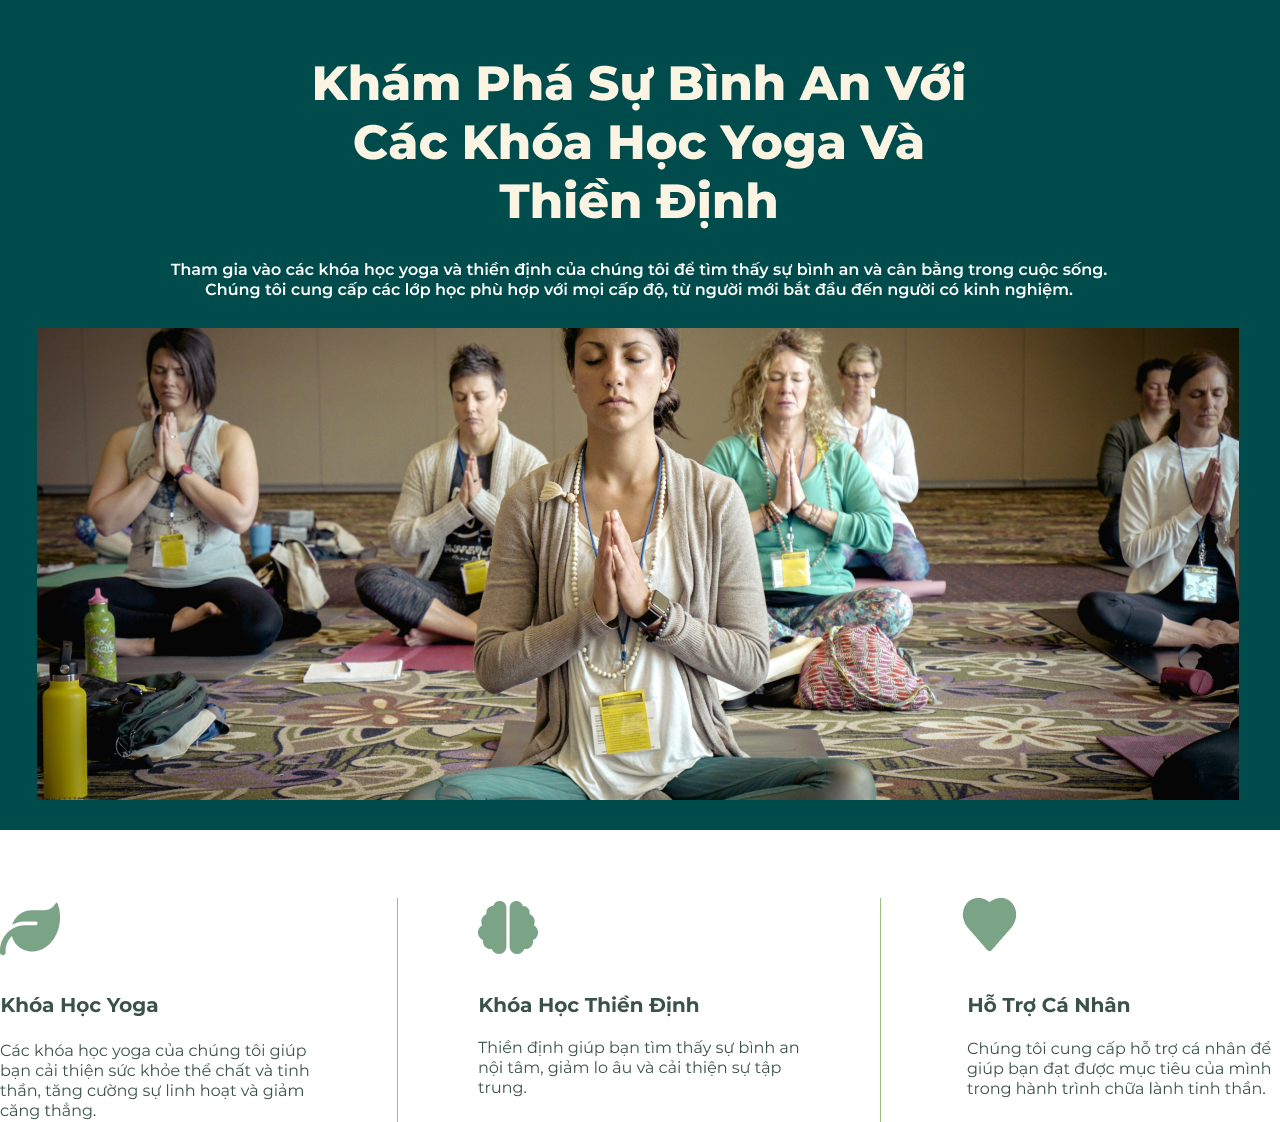 Khám Phá Sự Bình An Với
Các Khóa Học Yoga Và
Thiền Định
Tham gia vào các khóa học yoga và thiền định của chúng tôi để tìm thấy sự bình an và cân bằng trong cuộc sống.
Chúng tôi cung cấp các lớp học phù hợp với mọi cấp độ, từ người mới bắt đầu đến người có kinh nghiệm.
Khóa Học Yoga
Các khóa học yoga của chúng tôi giúp
bạn cải thiện sức khỏe thể chất và tinh
thần, tăng cường sự linh hoạt và giảm
căng thẳng.
Khóa Học Thiền Định
Thiền định giúp bạn tìm thấy sự bình an
nội tâm, giảm lo âu và cải thiện sự tập
trung.
Hỗ Trợ Cá Nhân
Chúng tôi cung cấp hỗ trợ cá nhân để
giúp bạn đạt được mục tiêu của mình
trong hành trình chữa lành tinh thần.